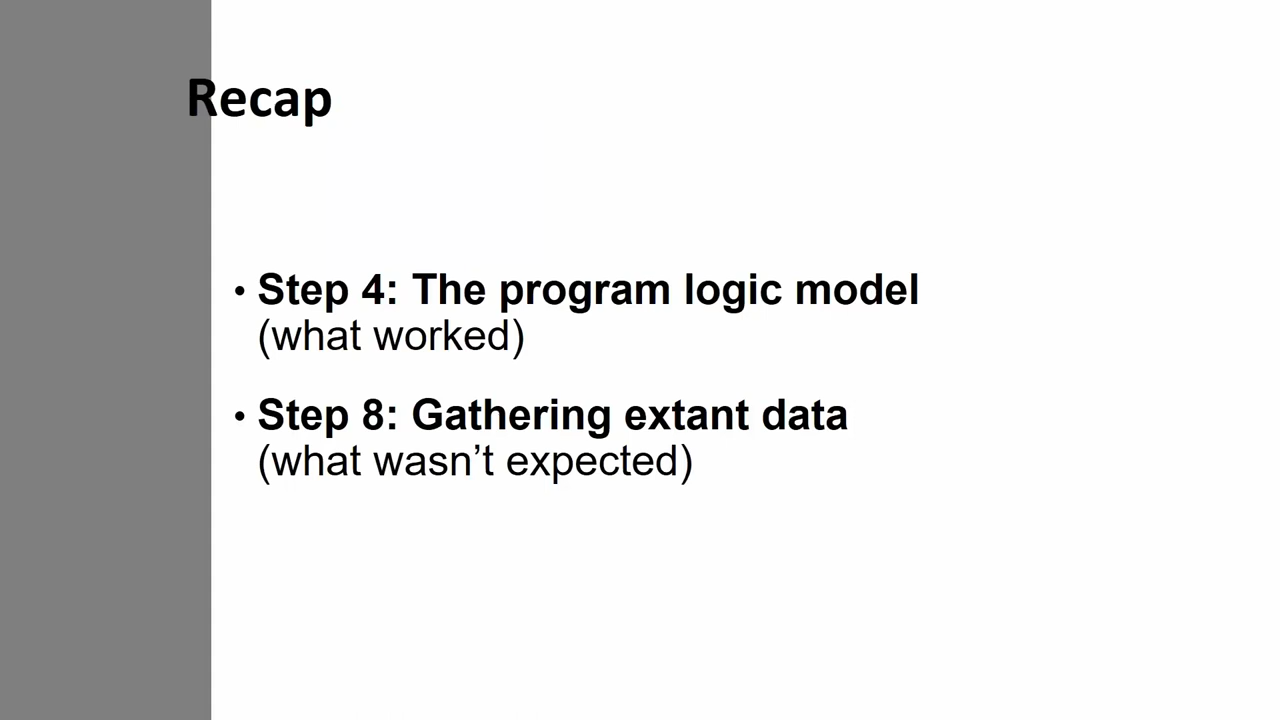 Recap
• Step 4: The program logic model
(what worked)
• Step 8: Gathering extant data
(what wasn’t expected)